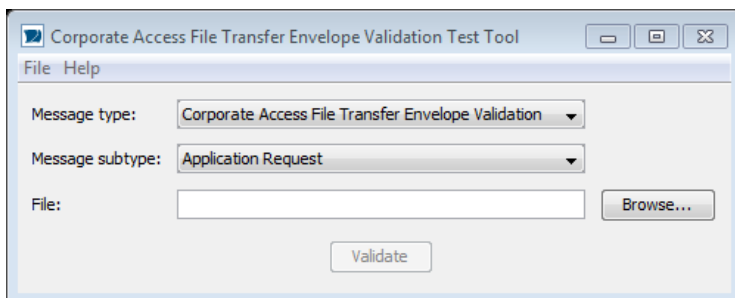 Corporate Access File Transfer Envelope Validation Test Tool
File Help
Message type: Corporate Access File Transfer Envelope Validation
Message subtype: Application Request
File: Browse...
Validate